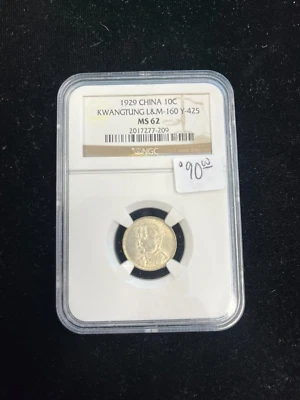 1929 CHINA 10C
KWANGTUNG L&M-160 Y-425
MS 62
2017277-209
NGC
$90.00